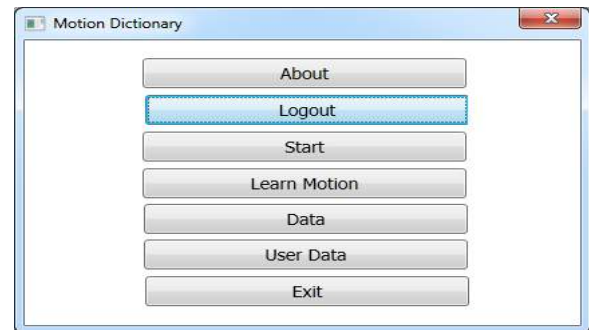 Motion Dictionary
About
Logout
Start
Learn Motion
Data
User Data
Exit